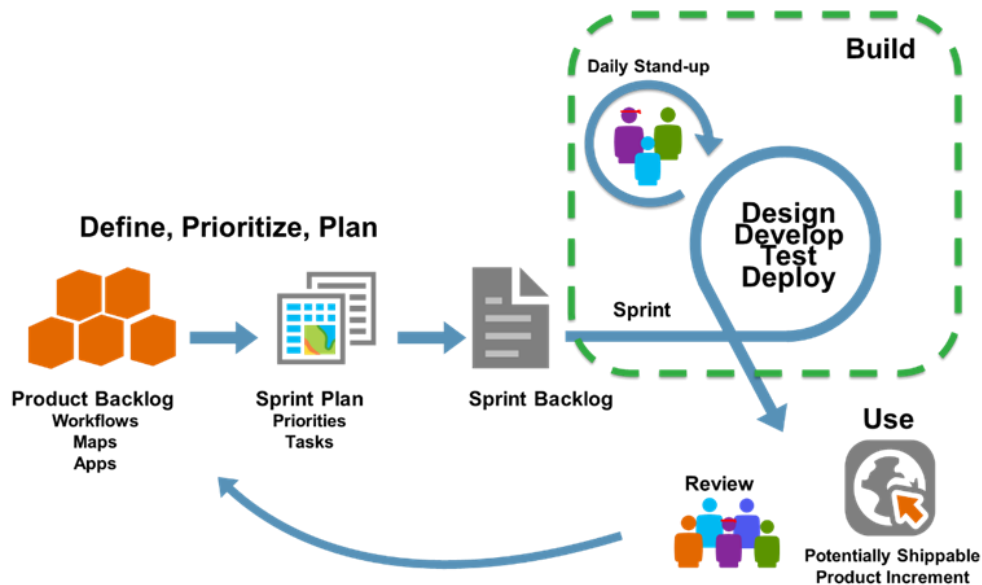 Build
Daily Stand-up
Define, Prioritize, Plan
Design
Develop
Test
Deploy
Sprint
Product Backlog
Workflows
Maps
Apps
Sprint Plan
Priorities
Tasks
Sprint Backlog
Use
Review
Potentially Shippable
Product Increment